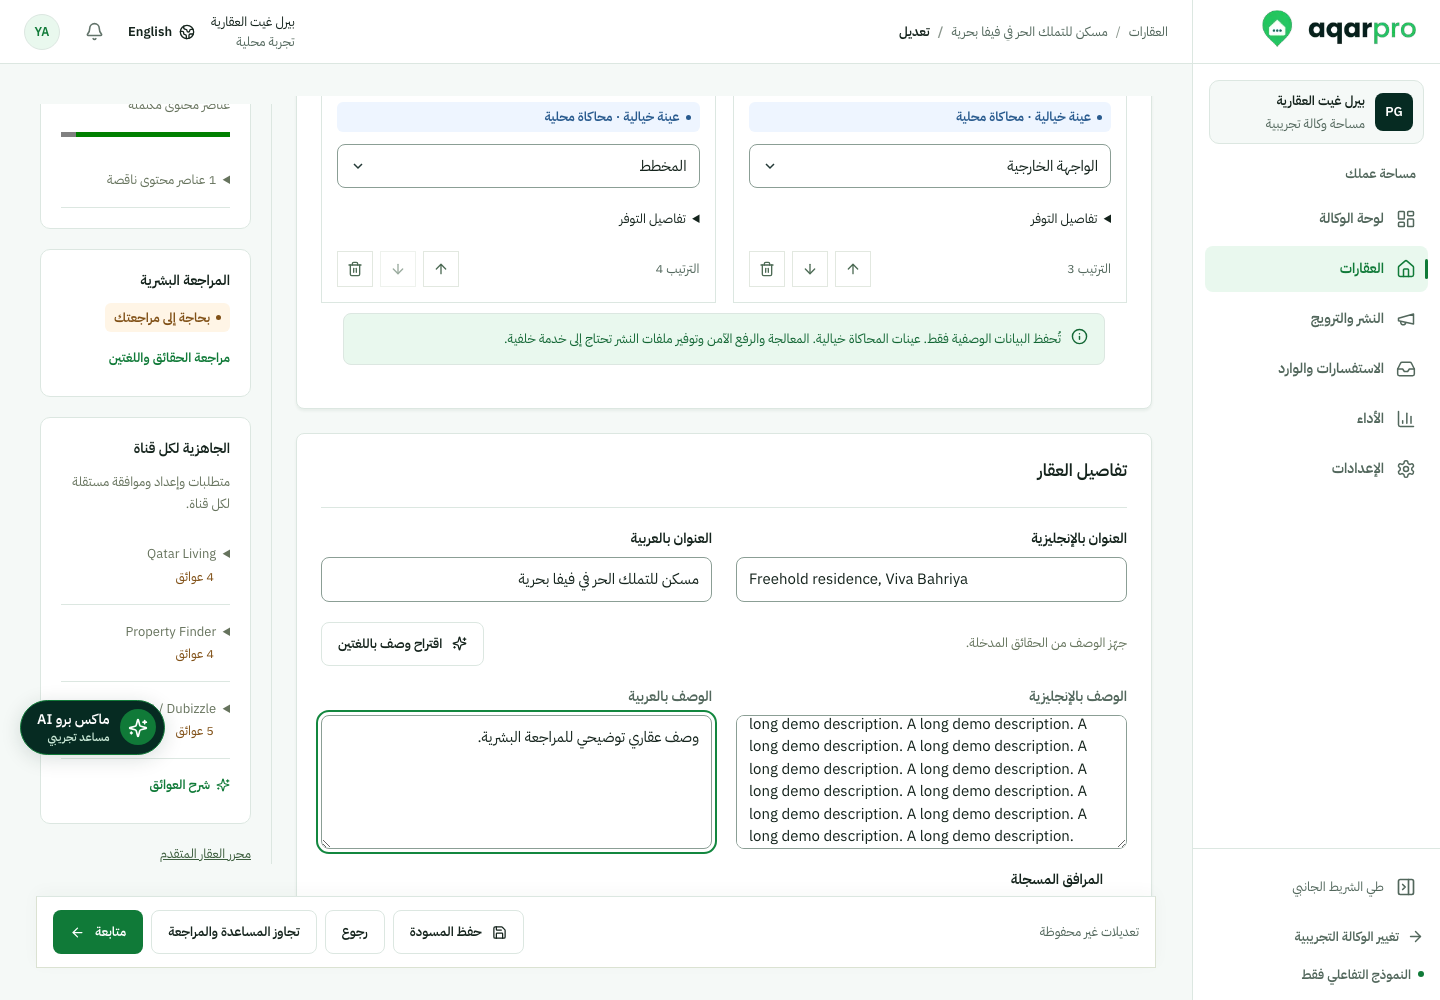 aqarpro
العقارات / مسكن للتملك الحر في فيفا بحرية / تعديل
بيرل غيت العقارية
تجربة محلية
English
YA
PG
بيرل غيت العقارية
مساحة وكالة تجريبية
مساحة عملك
لوحة الوكالة
العقارات
النشر والترويج
الاستفسارات والوارد
الأداء
الإعدادات
طي الشريط الجانبي
تغيير الوكالة التجريبية
النموذج التفاعلي فقط
عينة خيالية · محاكاة محلية
الواجهة الخارجية
تفاصيل التوفر
الترتيب 3
عينة خيالية · محاكاة محلية
المخطط
تفاصيل التوفر
الترتيب 4
تُحفظ البيانات الوصفية فقط. عينات المحاكاة خيالية. المعالجة والرفع الآمن وتوفير ملفات النشر تحتاج إلى خدمة خلفية.
تفاصيل العقار
العنوان بالإنجليزية
Freehold residence, Viva Bahriya
العنوان بالعربية
مسكن للتملك الحر في فيفا بحرية
جهّز الوصف من الحقائق المدخلة.
اقتراح وصف باللغتين
الوصف بالإنجليزية
long demo description. A long demo description. A
long demo description. A long demo description. A
long demo description. A long demo description. A
long demo description. A long demo description. A
long demo description. A long demo description. A
long demo description. A long demo description.
الوصف بالعربية
وصف عقاري توضيحي للمراجعة البشرية.
المرافق المسجلة
عناصر محتوى مكتملة
1 عناصر محتوى ناقصة
المراجعة البشرية
بحاجة إلى مراجعتك
مراجعة الحقائق واللغتين
الجاهزية لكل قناة
متطلبات وإعداد وموافقة مستقلة
لكل قناة.
Qatar Living
4 عوائق
Property Finder
4 عوائق
/ Dubizzle
5 عوائق
شرح العوائق
محرر العقار المتقدم
ماكس برو AI
مساعد تجريبي
تعديلات غير محفوظة
حفظ المسودة
رجوع
تجاوز المساعدة والمراجعة
متابعة